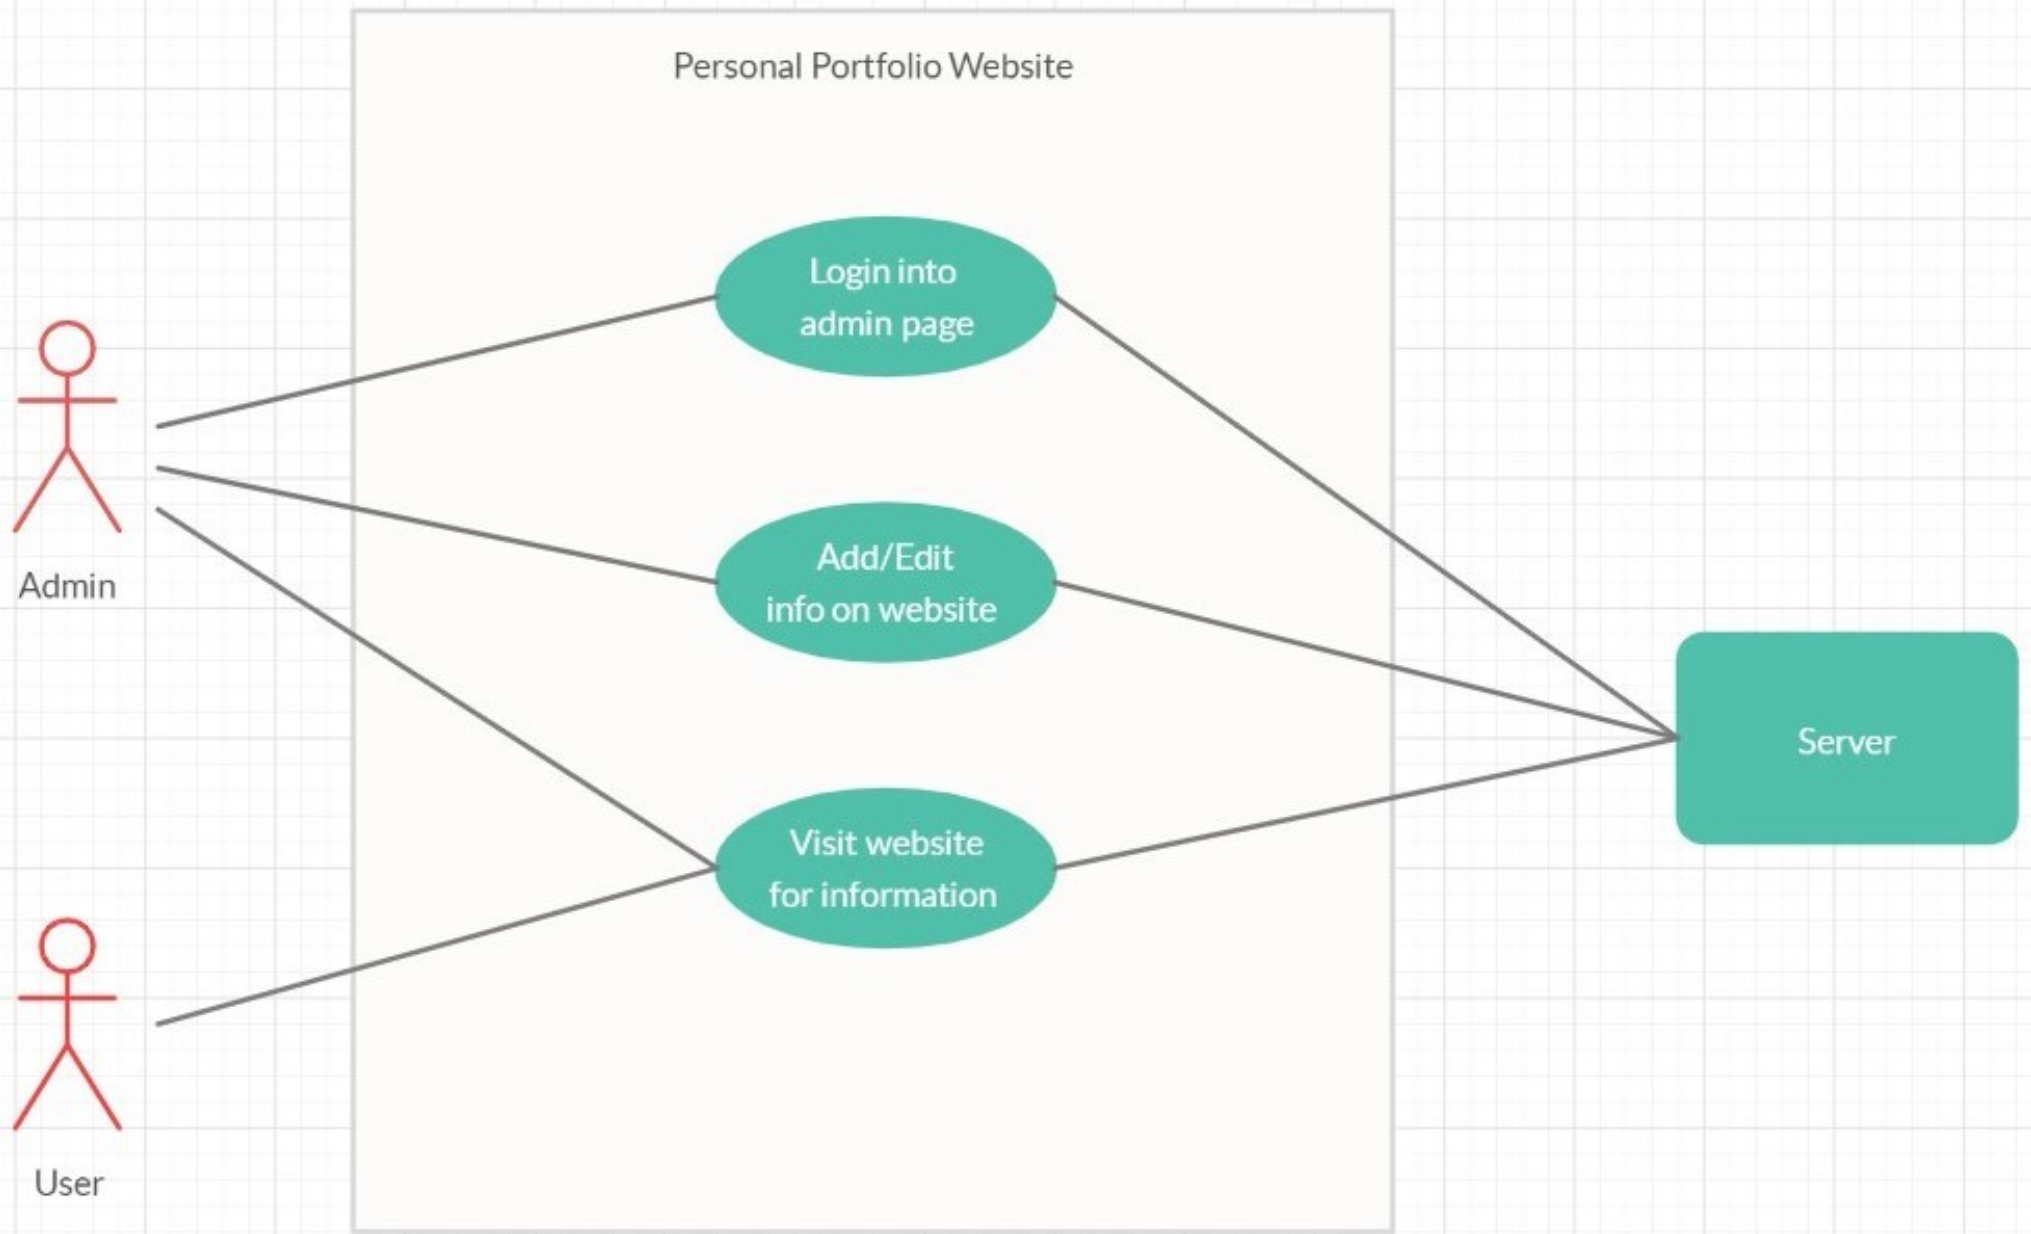 Personal Portfolio Website
Login into
admin page
Admin
Add/Edit
info on website
Server
Visit website
for information
User